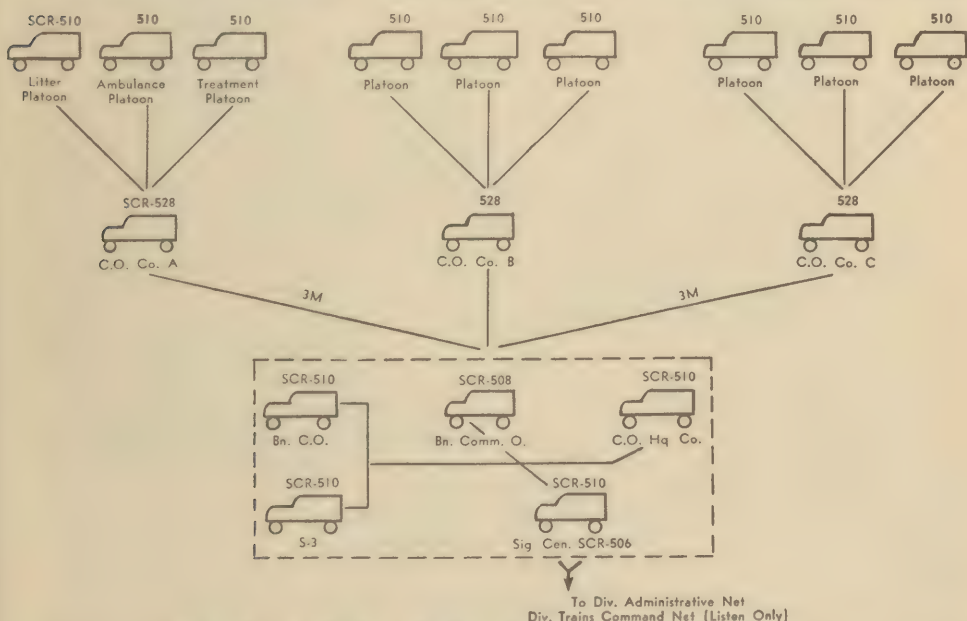 SCR-510 510 510 510 510 510 510 510 510
Litter Platoon
Ambulance Platoon
Treatment Platoon
Platoon Platoon Platoon
Platoon Platoon Platoon
SCR-528 528 528
C.O. Co. A C.O. Co. B C.O. Co. C
3M 3M
SCR-510 SCR-508 SCR-510
Bn. C.O. Bn. Comm. O. C.O. Hq Co.
SCR-510 SCR-510
S-3 Sig Cen. SCR-506
To Div. Administrative Net
Div. Trains Command Net (Listen Only)